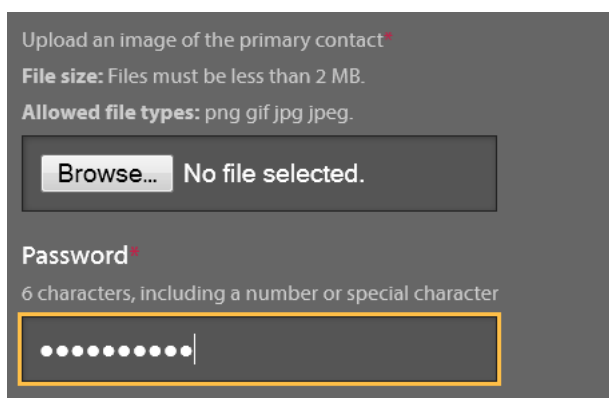 Upload an image of the primary contact*
File size: Files must be less than 2 MB.
Allowed file types: png gif jpg jpeg.
Browse... No file selected.
Password*
6 characters, including a number or special character
••••••••••